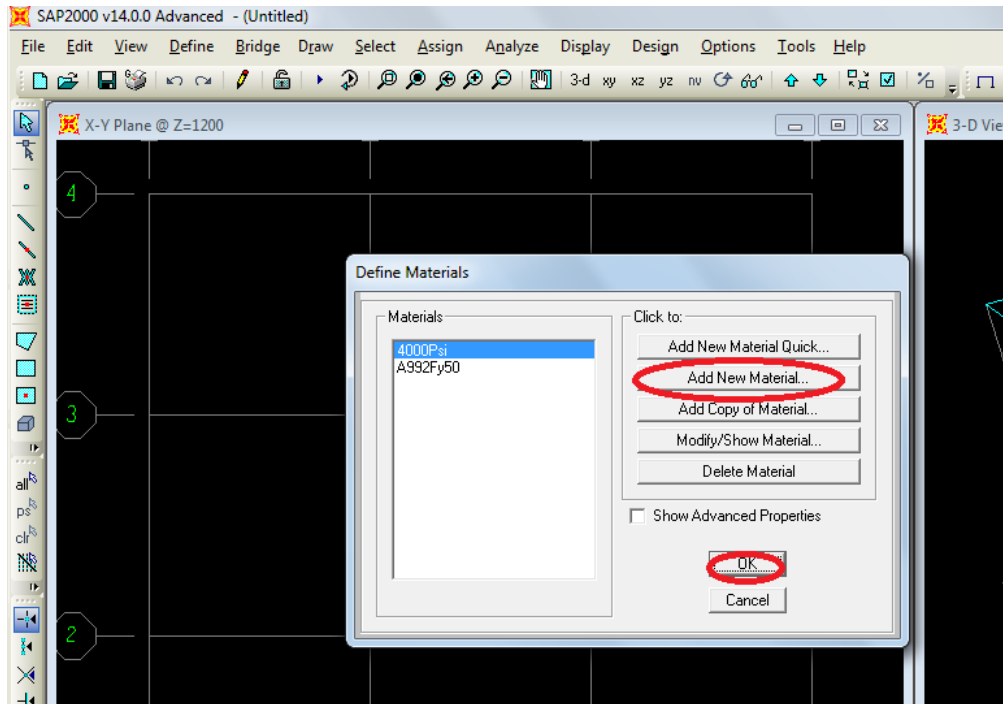 SAP2000 v14.0.0 Advanced - (Untitled)
File Edit View Define Bridge Draw Select Assign Analyze Display Design Options Tools Help
3-d xy xz yz nv
X-Y Plane @ Z=1200
3-D Vie
4
Define Materials
Materials
Click to:
4000Psi
A992Fy50
Add New Material Quick...
Add New Material...
Add Copy of Material...
Modify/Show Material...
Delete Material
Show Advanced Properties
OK
Cancel
3
2
all
ps
clr